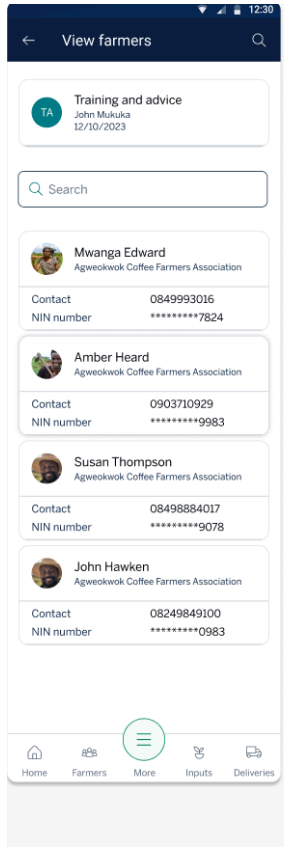 12:30
View farmers
TA
Training and advice
John Mukuka
12/10/2023
Search
Mwanga Edward
Agweokwok Coffee Farmers Association
Contact 0849993016
NIN number *********7824
Amber Heard
Agweokwok Coffee Farmers Association
Contact 0903710929
NIN number *********9983
Susan Thompson
Agweokwok Coffee Farmers Association
Contact 08498884017
NIN number *********9078
John Hawken
Agweokwok Coffee Farmers Association
Contact 08249849100
NIN number *********0983
Home Farmers More Inputs Deliveries